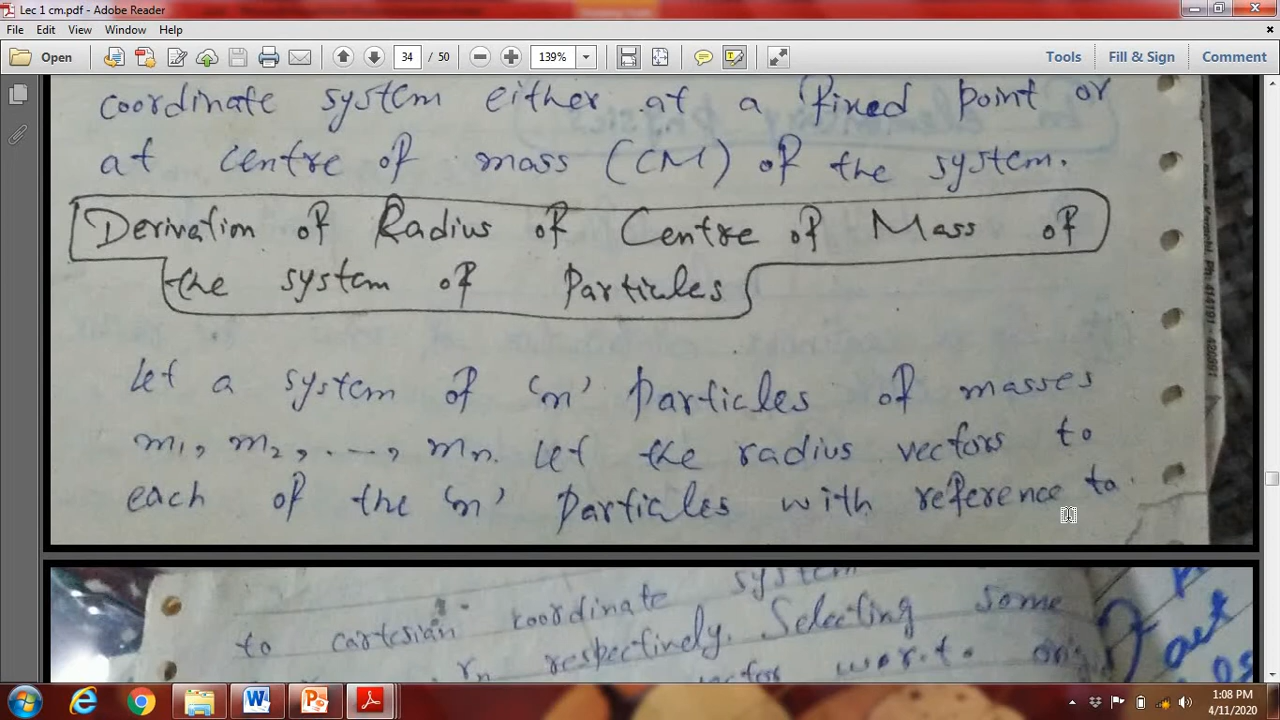 Lec 1 cm.pdf - Adobe Reader
File Edit View Window Help
Open 34 / 50 139% Tools Fill & Sign Comment
coordinate system either at a fixed point or
at centre of mass (CM) of the system.
Derivation of Radius of Centre of Mass of
the system of Particles
Let a system of 'n' particles of masses
m1, m2, ...., mn. Let the radius vectors to
each of the 'n' particles with reference to
to cartesian coordinate system
rn respectively. Selecting some
w.o.r.to
1:08 PM
4/11/2020